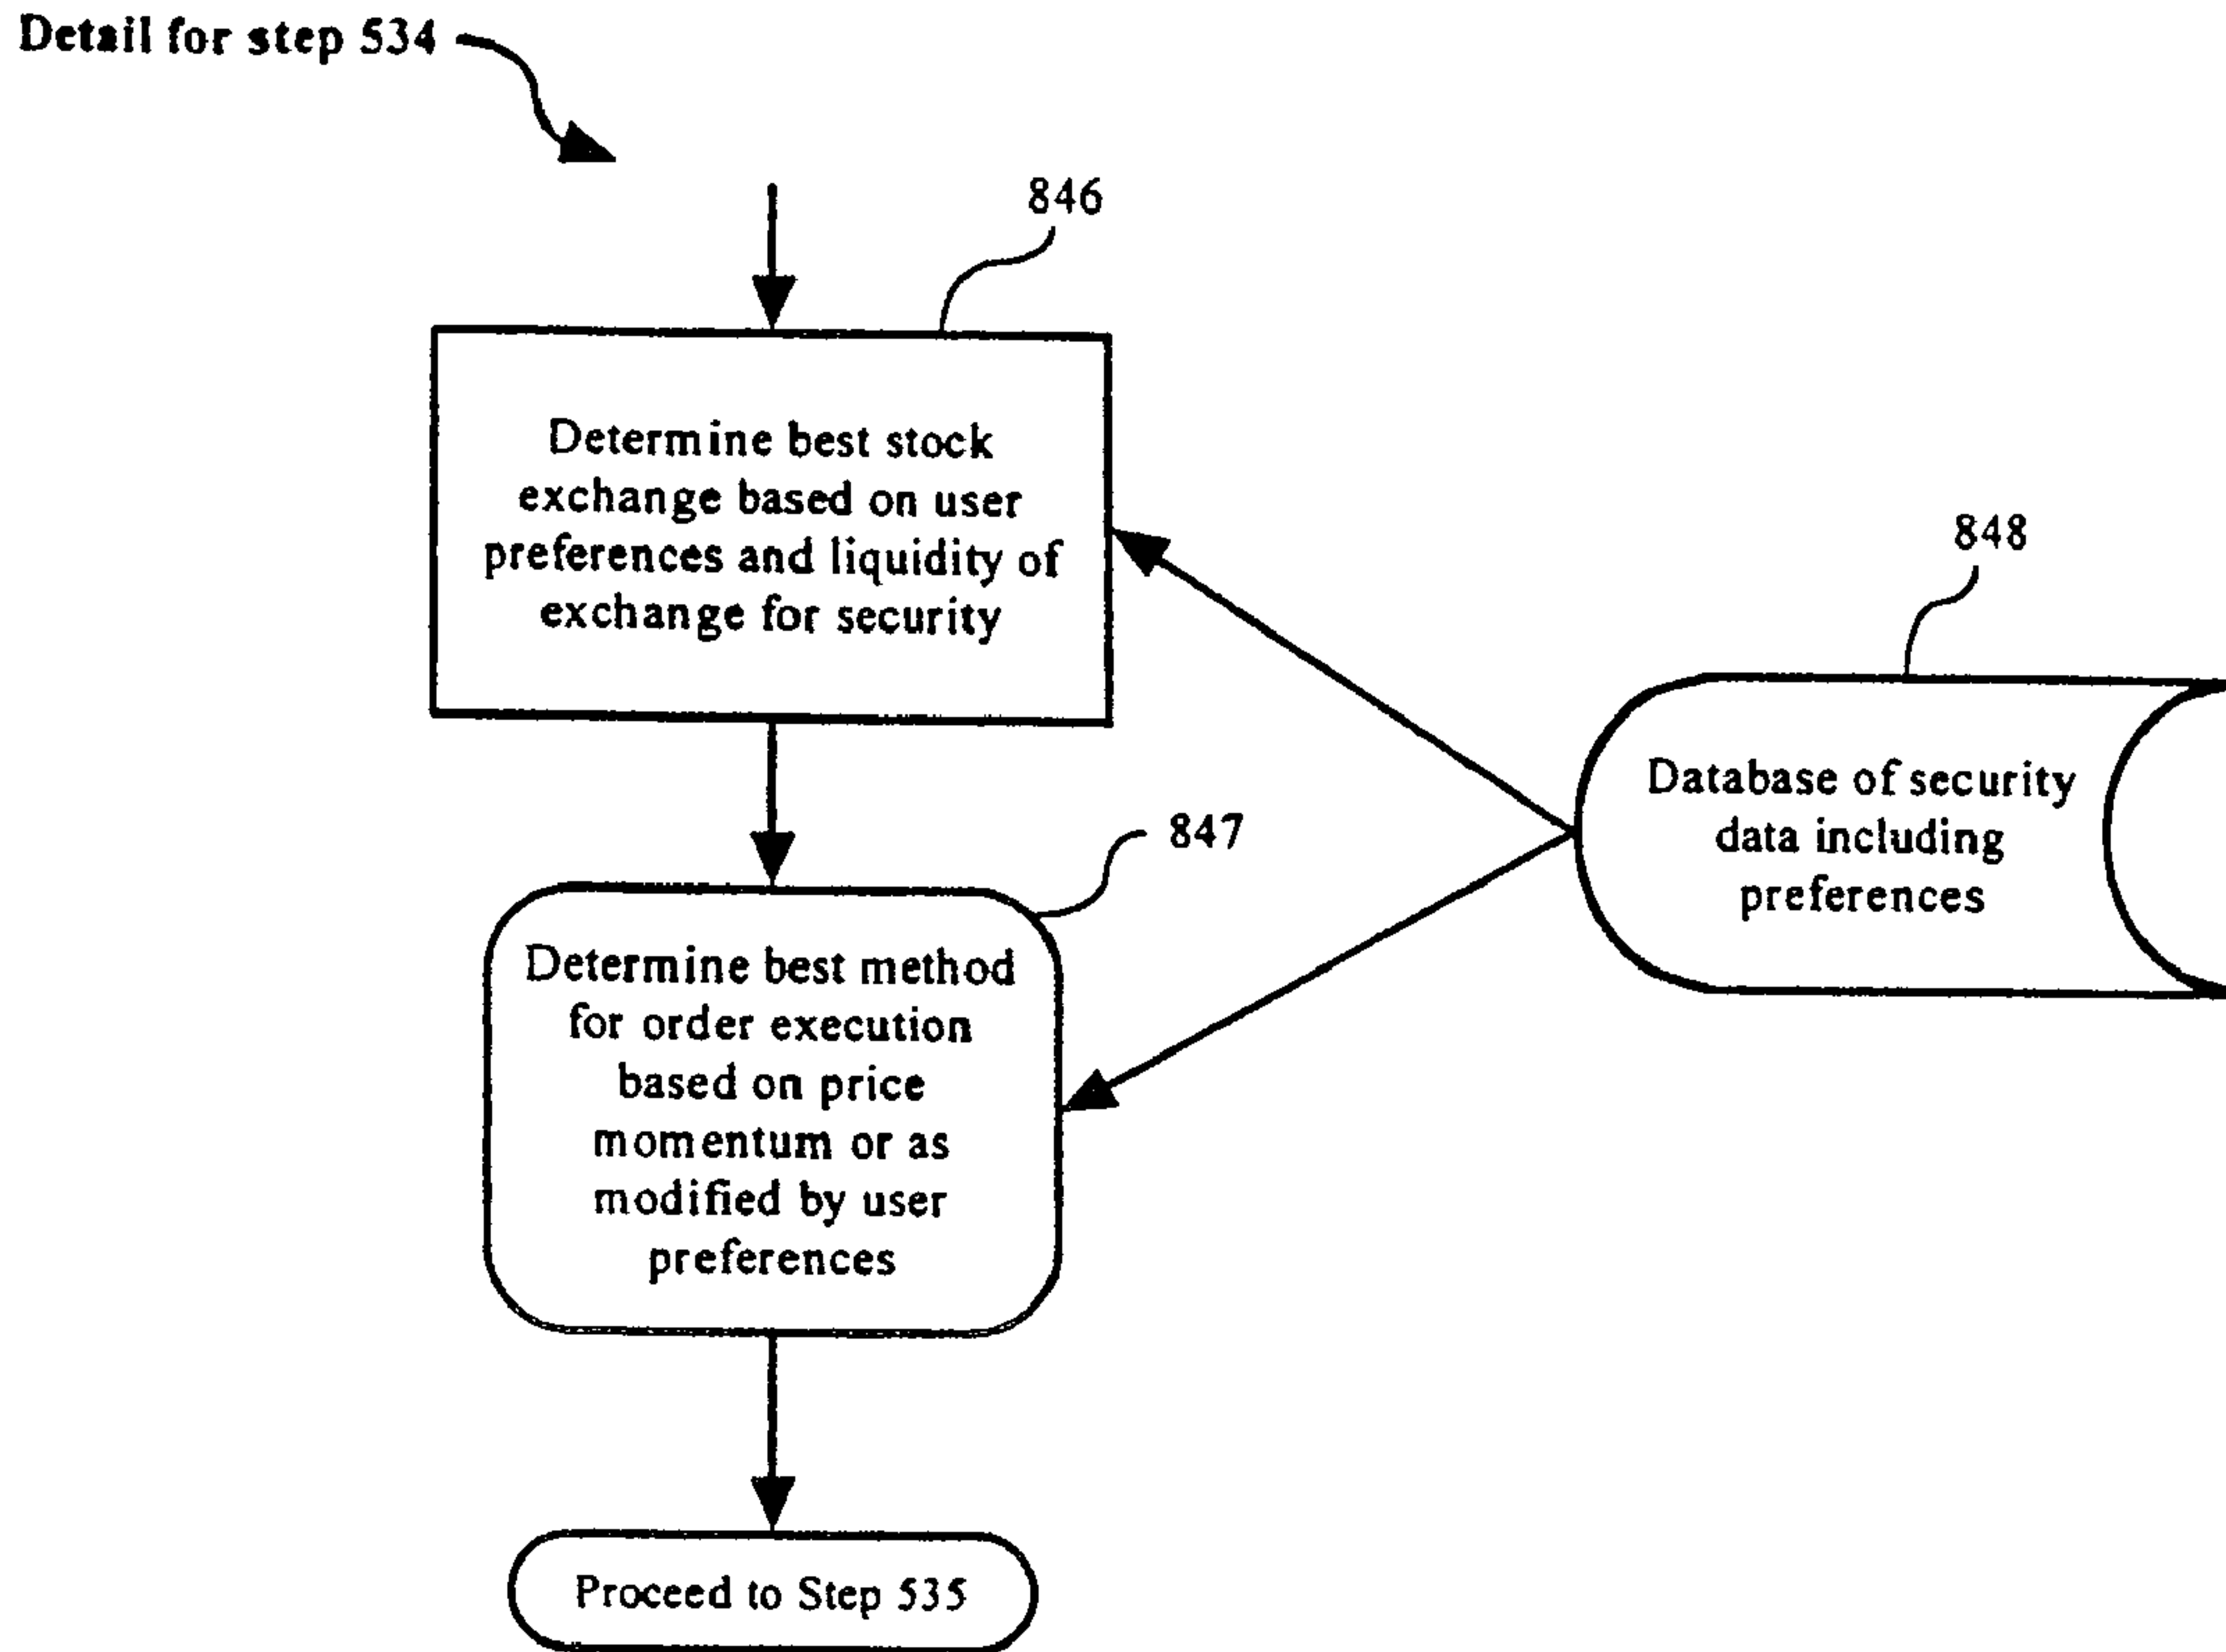 Detail for step 534
846
Determine best stock
exchange based on user
preferences and liquidity of
exchange for security
848
Database of security
data including
preferences
847
Determine best method
for order execution
based on price
momentum or as
modified by user
preferences
Proceed to Step 535